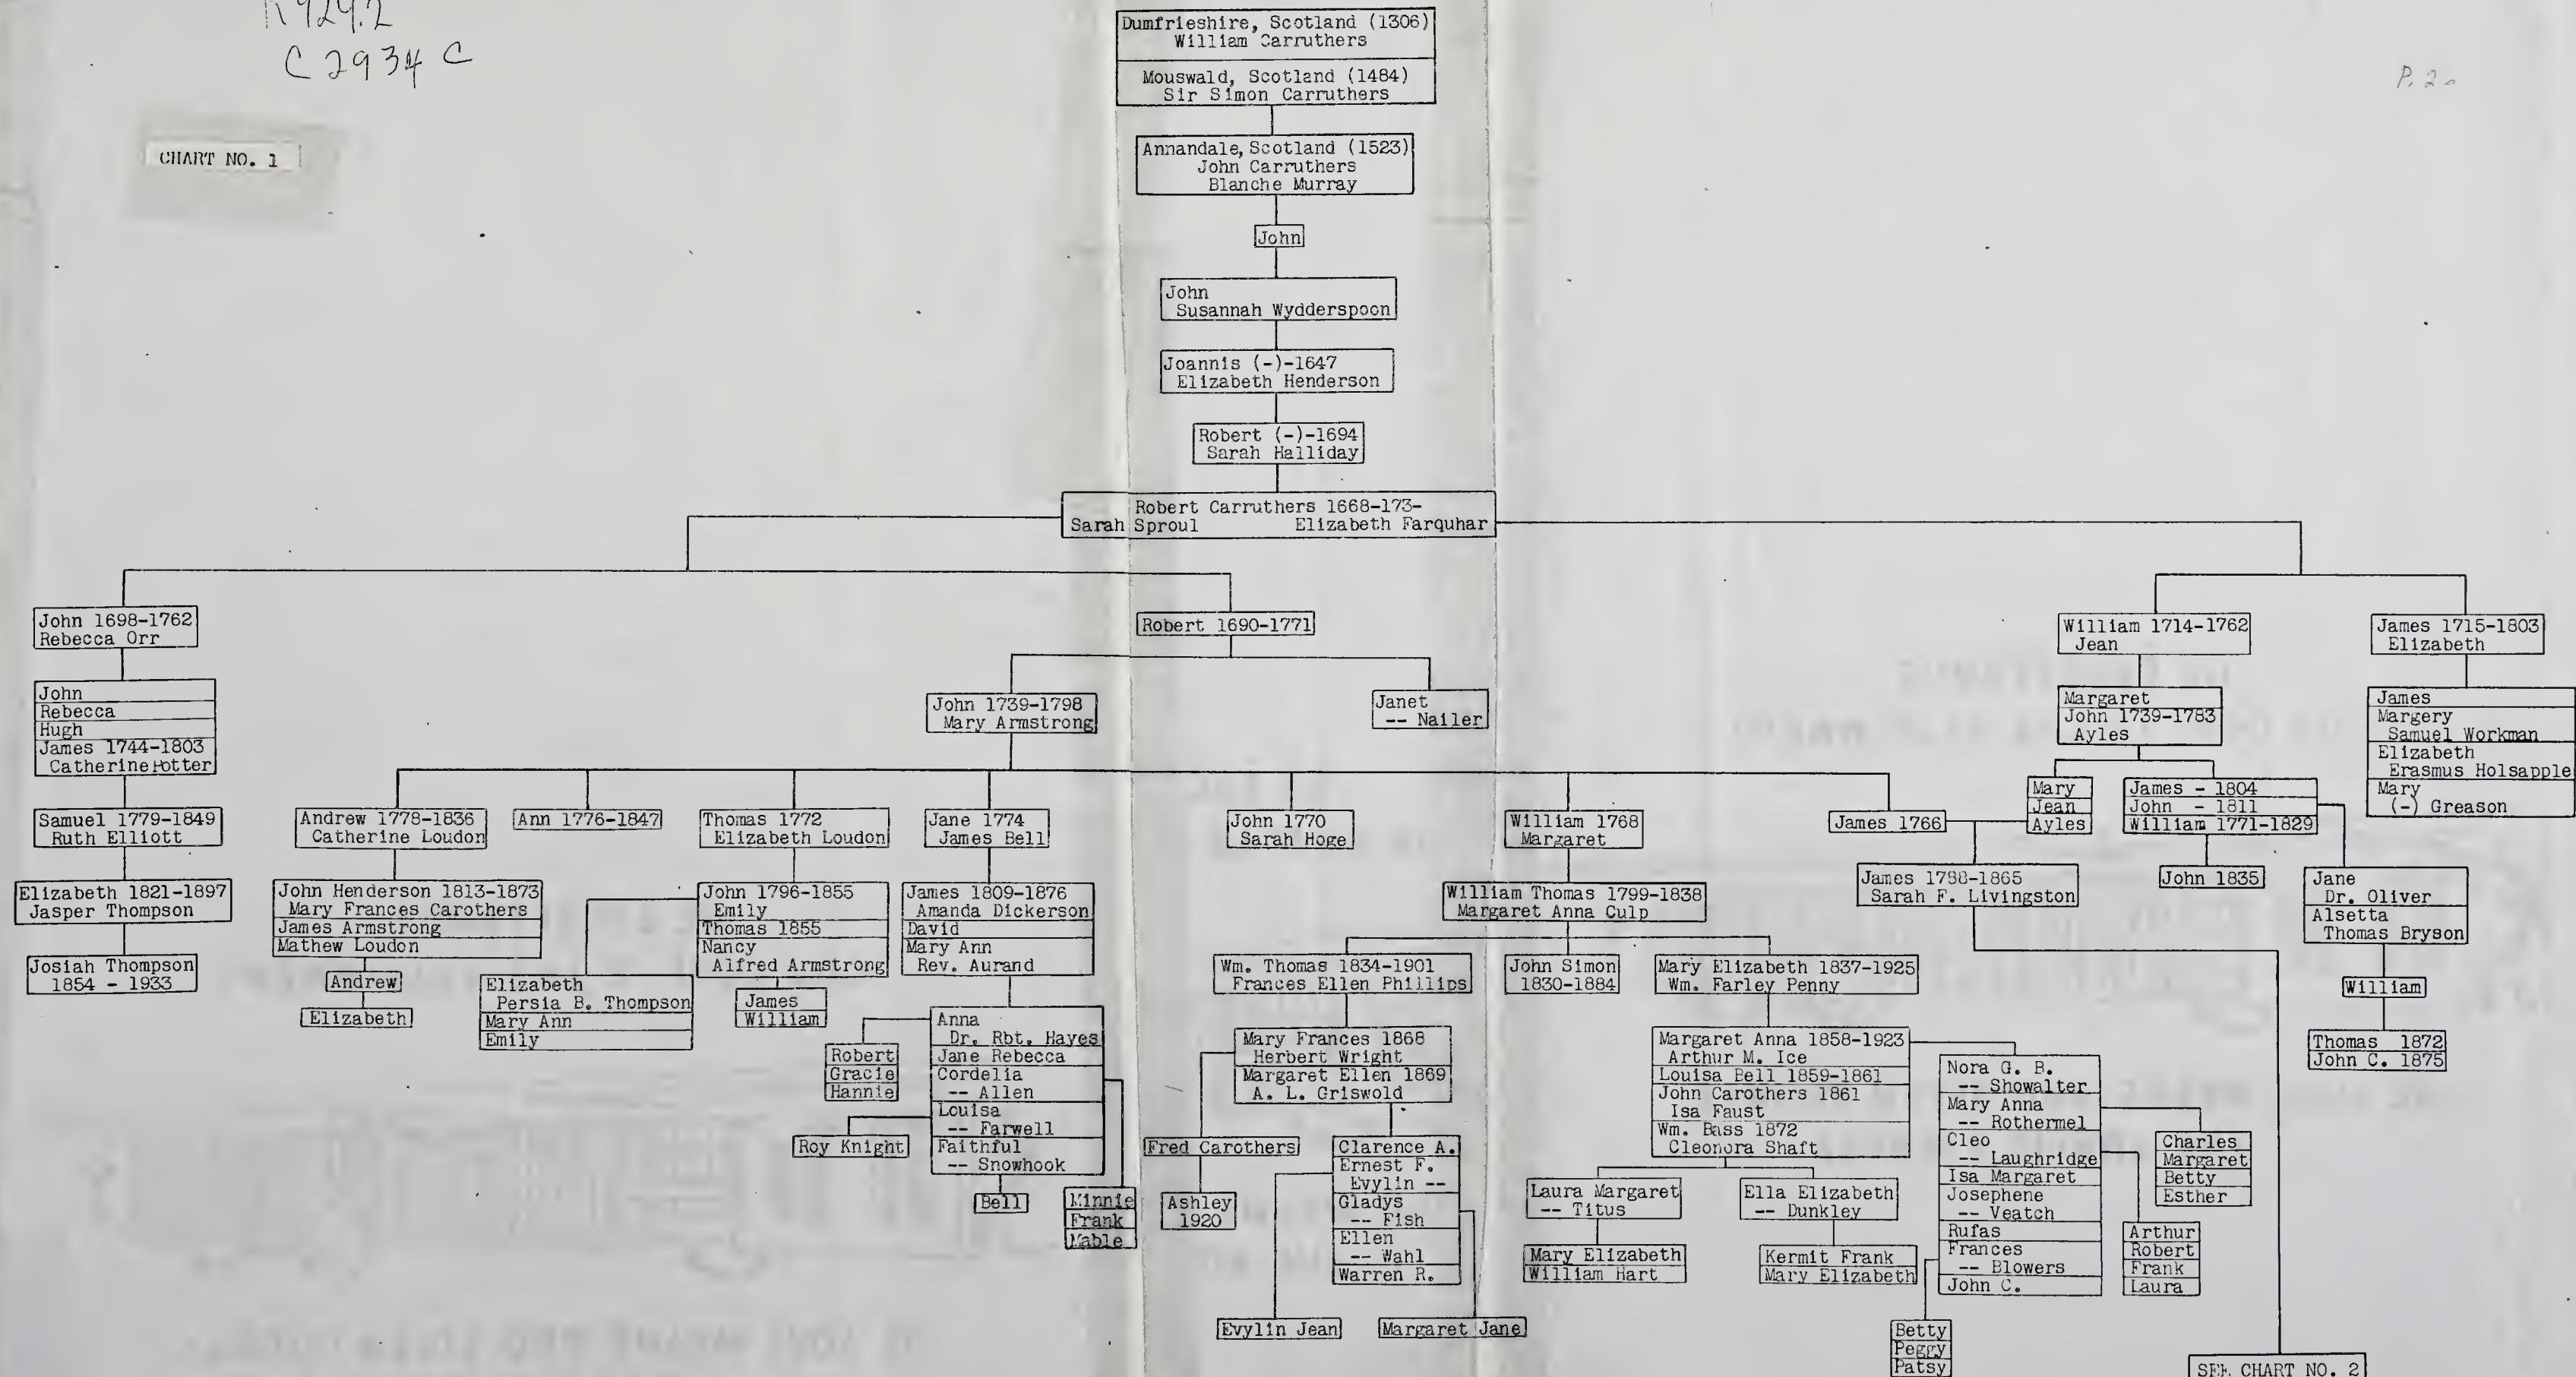 R929.2
C2934C
P. 2
CHART NO. 1
Dumfrieshire, Scotland (1306)
William Carruthers
Mouswald, Scotland (1484)
Sir Simon Carruthers
Annandale, Scotland (1523)
John Carruthers
Blanche Murray
John
John
Susannah Wydderspoon
Joannis (-)-1647
Elizabeth Henderson
Robert (-)-1694
Sarah Halliday
Robert Carruthers 1668-173-
Sarah Sproul Elizabeth Farquhar
John 1698-1762
Rebecca Orr
Robert 1690-1771
William 1714-1762
Jean
James 1715-1803
Elizabeth
John
Rebecca
Hugh
James 1744-1803
Catherine Potter
John 1739-1798
Mary Armstrong
Janet
-- Nailer
Margaret
John 1739-1783
Ayles
James
Margery
Samuel Workman
Elizabeth
Erasmus Holsapple
Mary
(-) Greason
Samuel 1779-1849
Ruth Elliott
Andrew 1778-1836
Catherine Loudon
Ann 1776-1847
Thomas 1772
Elizabeth Loudon
Jane 1774
James Bell
John 1770
Sarah Hoge
William 1768
Margaret
James 1766
Mary
Jean
Ayles
James - 1804
John - 1811
William 1771-1829
Elizabeth 1821-1897
Jasper Thompson
John Henderson 1813-1873
Mary Frances Carothers
James Armstrong
Mathew Loudon
John 1796-1855
Emily
Thomas 1855
Nancy
Alfred Armstrong
James 1809-1876
Amanda Dickerson
David
Mary Ann
Rev. Aurand
William Thomas 1799-1838
Margaret Anna Culp
James 1788-1865
Sarah F. Livingston
John 1835
Jane
Dr. Oliver
Alsetta
Thomas Bryson
Josiah Thompson
1854 - 1933
Andrew
Elizabeth
Elizabeth
Persia B. Thompson
Mary Ann
Emily
James
William
Wm. Thomas 1834-1901
Frances Ellen Phillips
John Simon
1830-1884
Mary Elizabeth 1837-1925
Wm. Farley Penny
William
Thomas 1872
John C. 1875
Robert
Gracie
Hannie
Anna
Dr. Rbt. Hayes
Jane Rebecca
Cordelia
-- Allen
Louisa
-- Farwell
Faithful
-- Snowhook
Roy Knight
Bell
Minnie
Frank
Mable
Mary Frances 1868
Herbert Wright
Margaret Ellen 1869
A. L. Griswold
Fred Carothers
Ashley
1920
Clarence A.
Ernest F.
Evylin --
Gladys
-- Fish
Ellen
-- Wahl
Warren R.
Evylin Jean
Margaret Jane
Margaret Anna 1858-1923
Arthur M. Ice
Louisa Bell 1859-1861
John Carothers 1861
Isa Faust
Wm. Bass 1872
Cleonora Shaft
Laura Margaret
-- Titus
Ella Elizabeth
-- Dunkley
Mary Elizabeth
William Hart
Kermit Frank
Mary Elizabeth
Nora G. B.
-- Showalter
Mary Anna
-- Rothermel
Cleo
-- Laughridge
Isa Margaret
Josephene
-- Veatch
Rufas
Frances
-- Blowers
John C.
Charles
Margaret
Betty
Esther
Arthur
Robert
Frank
Laura
Betty
Peggy
Patsy
SEE CHART NO. 2